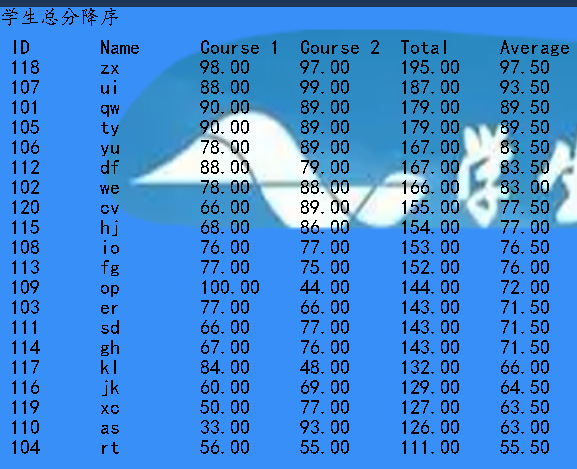 学生总分降序
ID Name Course 1 Course 2 Total Average
118 zx 98.00 97.00 195.00 97.50
107 ui 88.00 99.00 187.00 93.50
101 qw 90.00 89.00 179.00 89.50
105 ty 90.00 89.00 179.00 89.50
106 yu 78.00 89.00 167.00 83.50
112 df 88.00 79.00 167.00 83.50
102 we 78.00 88.00 166.00 83.00
120 cv 66.00 89.00 155.00 77.50
115 hj 68.00 86.00 154.00 77.00
108 io 76.00 77.00 153.00 76.50
113 fg 77.00 75.00 152.00 76.00
109 op 100.00 44.00 144.00 72.00
103 er 77.00 66.00 143.00 71.50
111 sd 66.00 77.00 143.00 71.50
114 gh 67.00 76.00 143.00 71.50
117 kl 84.00 48.00 132.00 66.00
116 jk 60.00 69.00 129.00 64.50
119 xc 50.00 77.00 127.00 63.50
110 as 33.00 93.00 126.00 63.00
104 rt 56.00 55.00 111.00 55.50